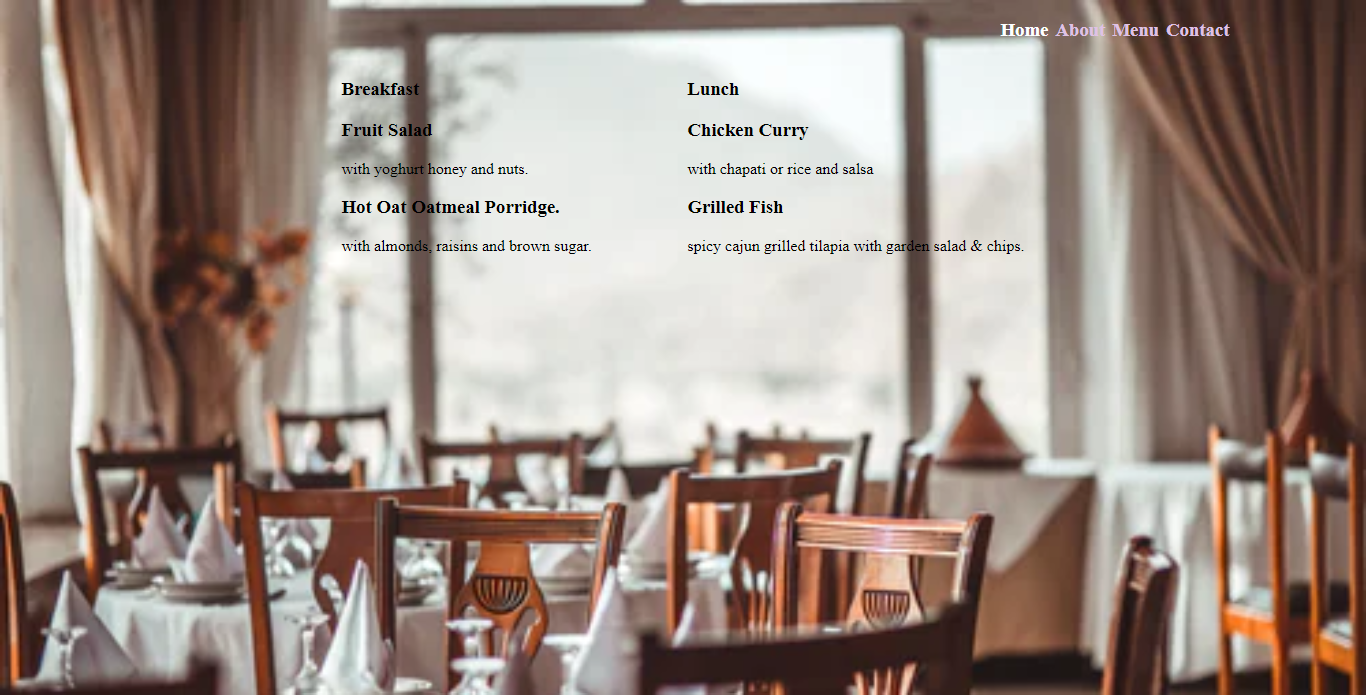 Home About Menu Contact
Breakfast
Fruit Salad
with yoghurt honey and nuts.
Hot Oat Oatmeal Porridge.
with almonds, raisins and brown sugar.
Lunch
Chicken Curry
with chapati or rice and salsa
Grilled Fish
spicy cajun grilled tilapia with garden salad & chips.